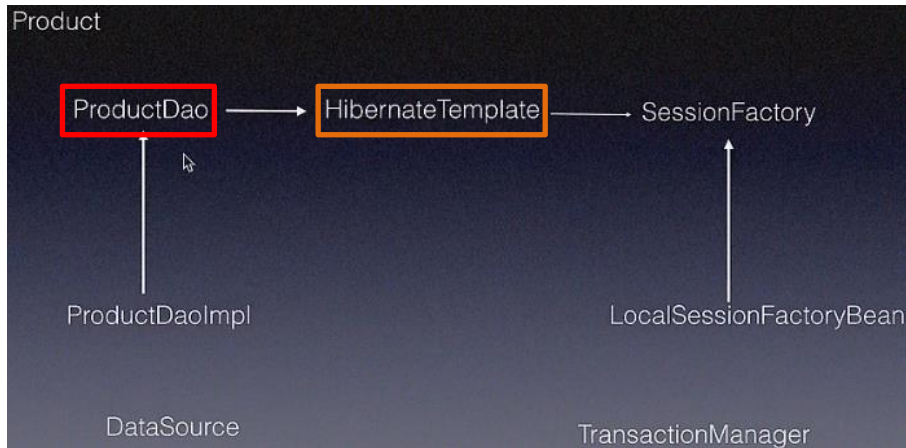 Product
ProductDao
HibernateTemplate
SessionFactory
ProductDaoImpl
LocalSessionFactoryBean
DataSource
TransactionManager